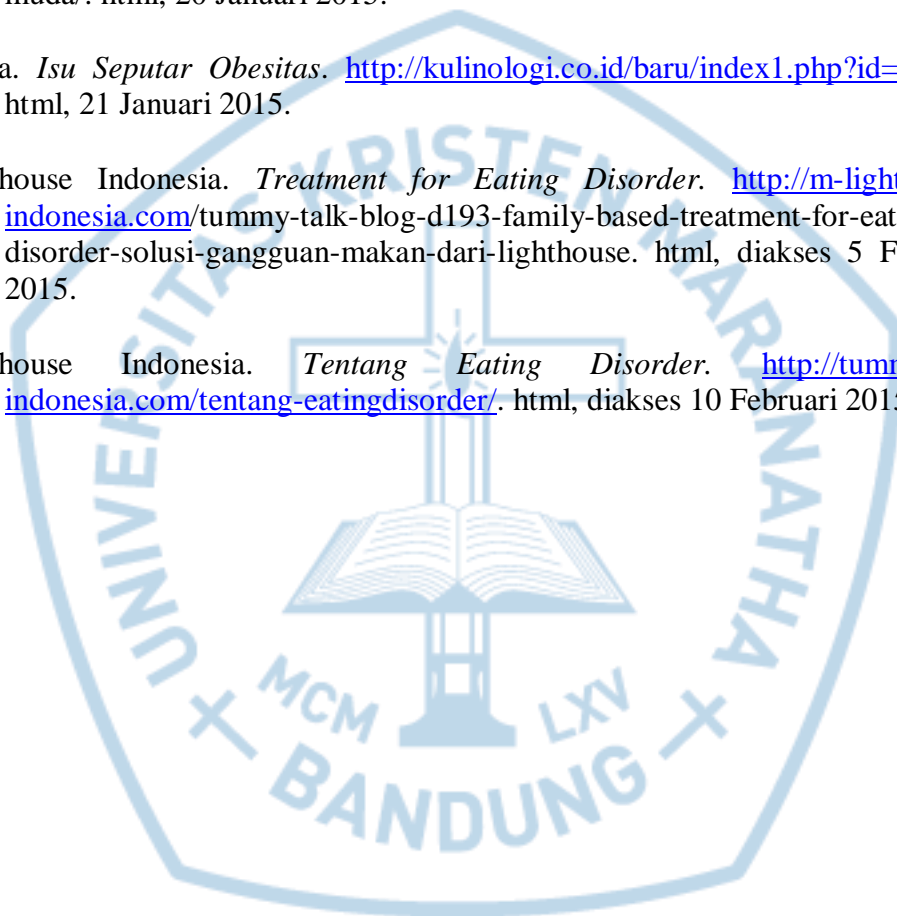 muda/. html, 20 Januari 2015.
a. Isu Seputar Obesitas. http://kulinologi.co.id/baru/index1.php?id=
html, 21 Januari 2015.
house Indonesia. Treatment for Eating Disorder. http://m-light
indonesia.com/tummy-talk-blog-d193-family-based-treatment-for-eat
disorder-solusi-gangguan-makan-dari-lighthouse. html, diakses 5 F
2015.
house Indonesia. Tentang Eating Disorder. http://tumm
indonesia.com/tentang-eatingdisorder/. html, diakses 10 Februari 2015
UNIVERSITAS KRISTEN MARANATHA
MCM LXV
BANDUNG